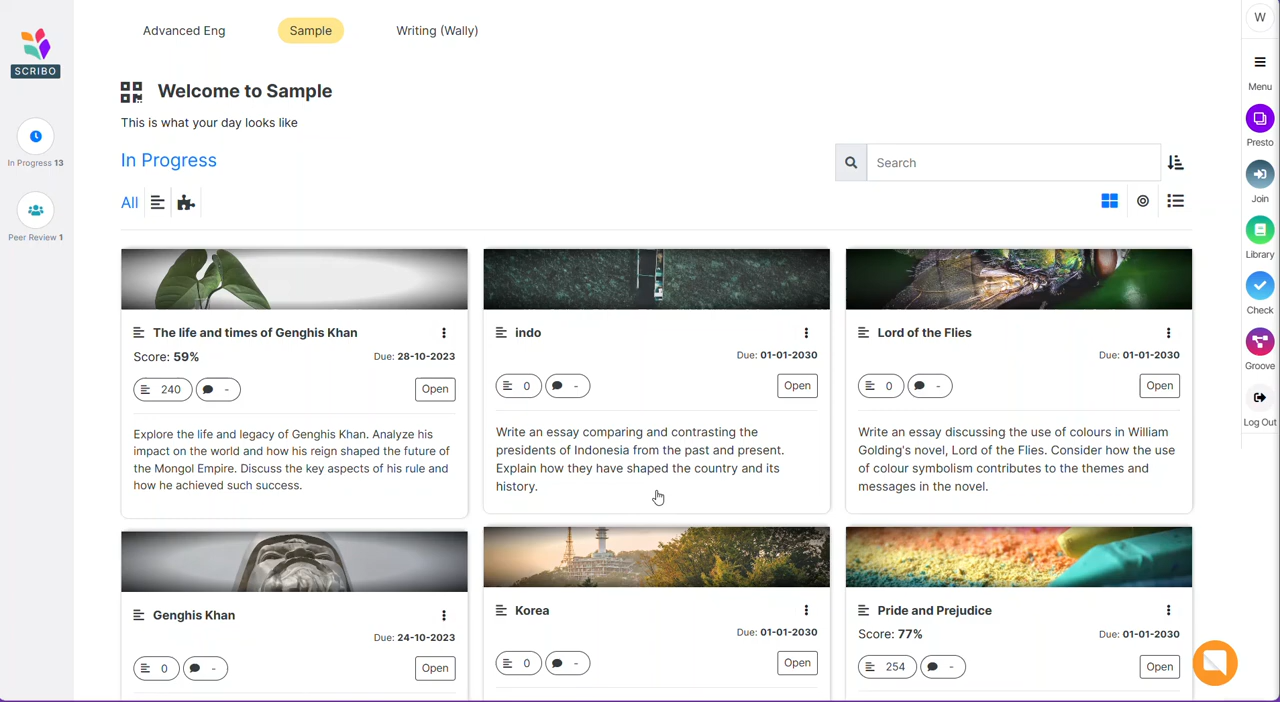 Advanced Eng
Sample
Writing (Wally)
W
SCRIBO
Menu
Welcome to Sample
This is what your day looks like
Presto
In Progress 13
In Progress
Search
All
Join
Peer Review 1
Library
Check
The life and times of Genghis Khan
Score: 59%
Due: 28-10-2023
240
-
Open
Explore the life and legacy of Genghis Khan. Analyze his
impact on the world and how his reign shaped the future of
the Mongol Empire. Discuss the key aspects of his rule and
how he achieved such success.
indo
Due: 01-01-2030
0
-
Open
Write an essay comparing and contrasting the
presidents of Indonesia from the past and present.
Explain how they have shaped the country and its
history.
Lord of the Flies
Due: 01-01-2030
0
-
Open
Write an essay discussing the use of colours in William
Golding's novel, Lord of the Flies. Consider how the use
of colour symbolism contributes to the themes and
messages in the novel.
Groove
Log Out
Genghis Khan
Due: 24-10-2023
0
-
Open
Korea
Due: 01-01-2030
0
-
Open
Pride and Prejudice
Score: 77%
Due: 01-01-2030
254
-
Open